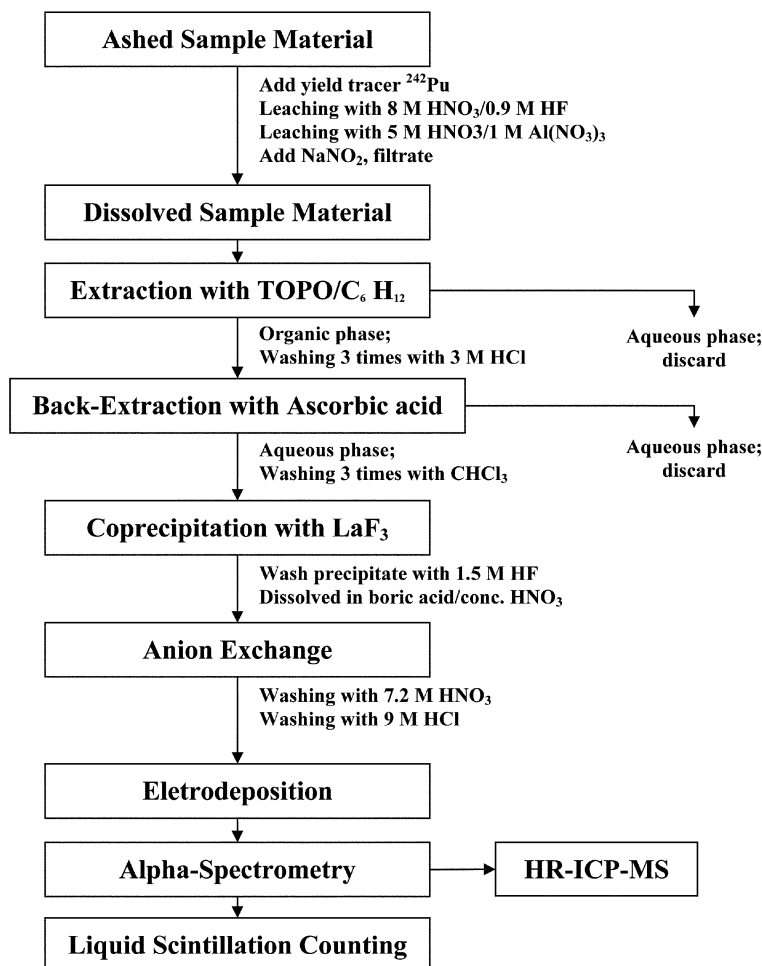 Ashed Sample Material
Add yield tracer ²⁴²Pu
Leaching with 8 M HNO₃/0.9 M HF
Leaching with 5 M HNO3/1 M Al(NO₃)₃
Add NaNO₂, filtrate
Dissolved Sample Material
Extraction with TOPO/C₆ H₁₂
Organic phase;
Washing 3 times with 3 M HCl
Aqueous phase;
discard
Back-Extraction with Ascorbic acid
Aqueous phase;
Washing 3 times with CHCl₃
Aqueous phase;
discard
Coprecipitation with LaF₃
Wash precipitate with 1.5 M HF
Dissolved in boric acid/conc. HNO₃
Anion Exchange
Washing with 7.2 M HNO₃
Washing with 9 M HCl
Eletrodeposition
Alpha-Spectrometry
HR-ICP-MS
Liquid Scintillation Counting